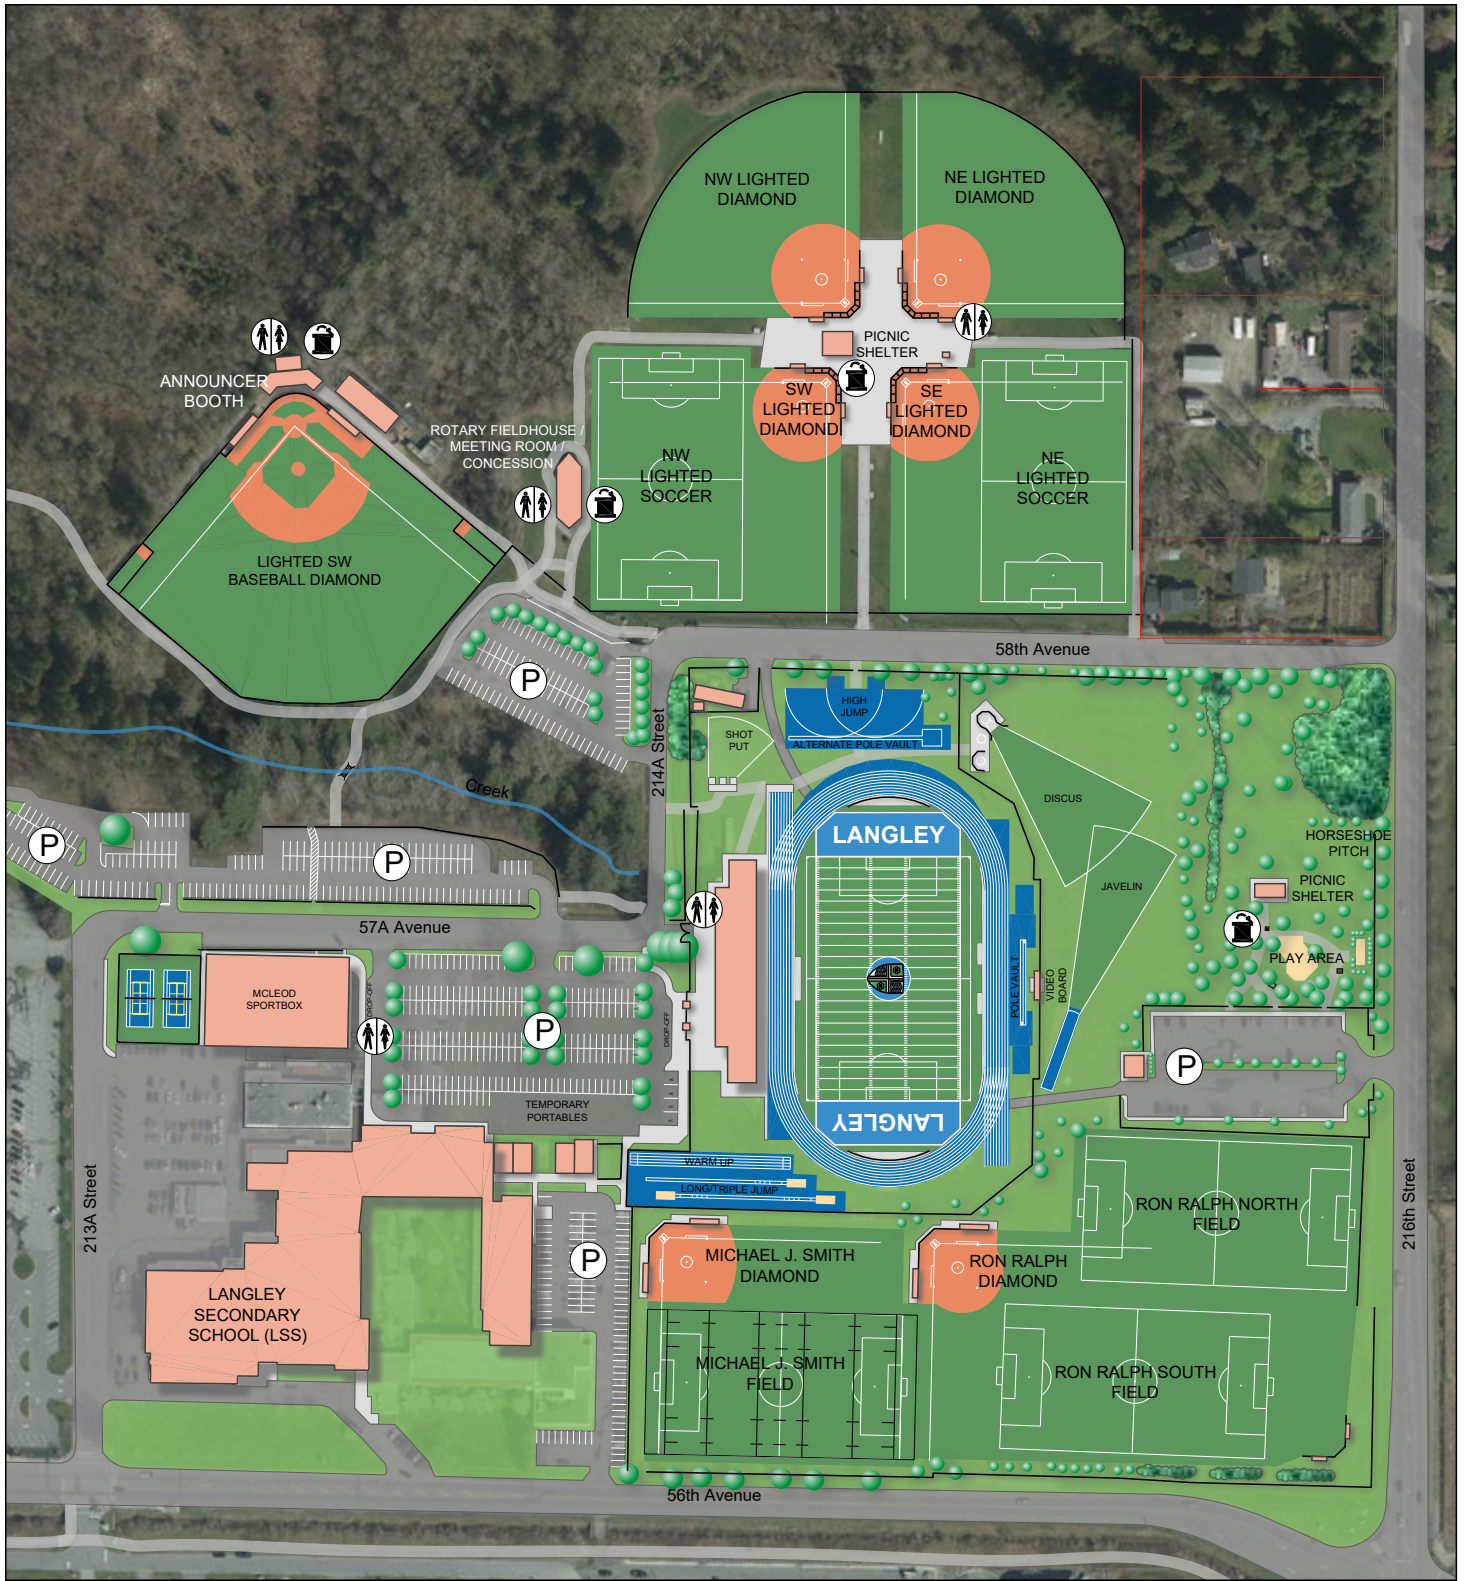 NW LIGHTED
DIAMOND
NE LIGHTED
DIAMOND
PICNIC
SHELTER
ANNOUNCER
BOOTH
SW
LIGHTED
DIAMOND
SE
LIGHTED
DIAMOND
ROTARY FIELDHOUSE /
MEETING ROOM /
CONCESSION
NW
LIGHTED
SOCCER
NE
LIGHTED
SOCCER
LIGHTED SW
BASEBALL DIAMOND
58th Avenue
P
HIGH
JUMP
SHOT
PUT
ALTERNATE POLE VAULT
214A Street
Creek
DISCUS
P
P
LANGLEY
HORSESHOE
PITCH
JAVELIN
PICNIC
SHELTER
57A Avenue
PLAY AREA
MCLEOD
SPORTBOX
DROP-OFF
P
DROP-OFF
POLE VAULT
VIDEO
BOARD
P
TEMPORARY
PORTABLES
LANGLEY
WARM-UP
LONG/TRIPLE JUMP
213A Street
216th Street
RON RALPH NORTH
FIELD
P
MICHAEL J. SMITH
DIAMOND
RON RALPH
DIAMOND
LANGLEY
SECONDARY
SCHOOL (LSS)
MICHAEL J. SMITH
FIELD
RON RALPH SOUTH
FIELD
56th Avenue